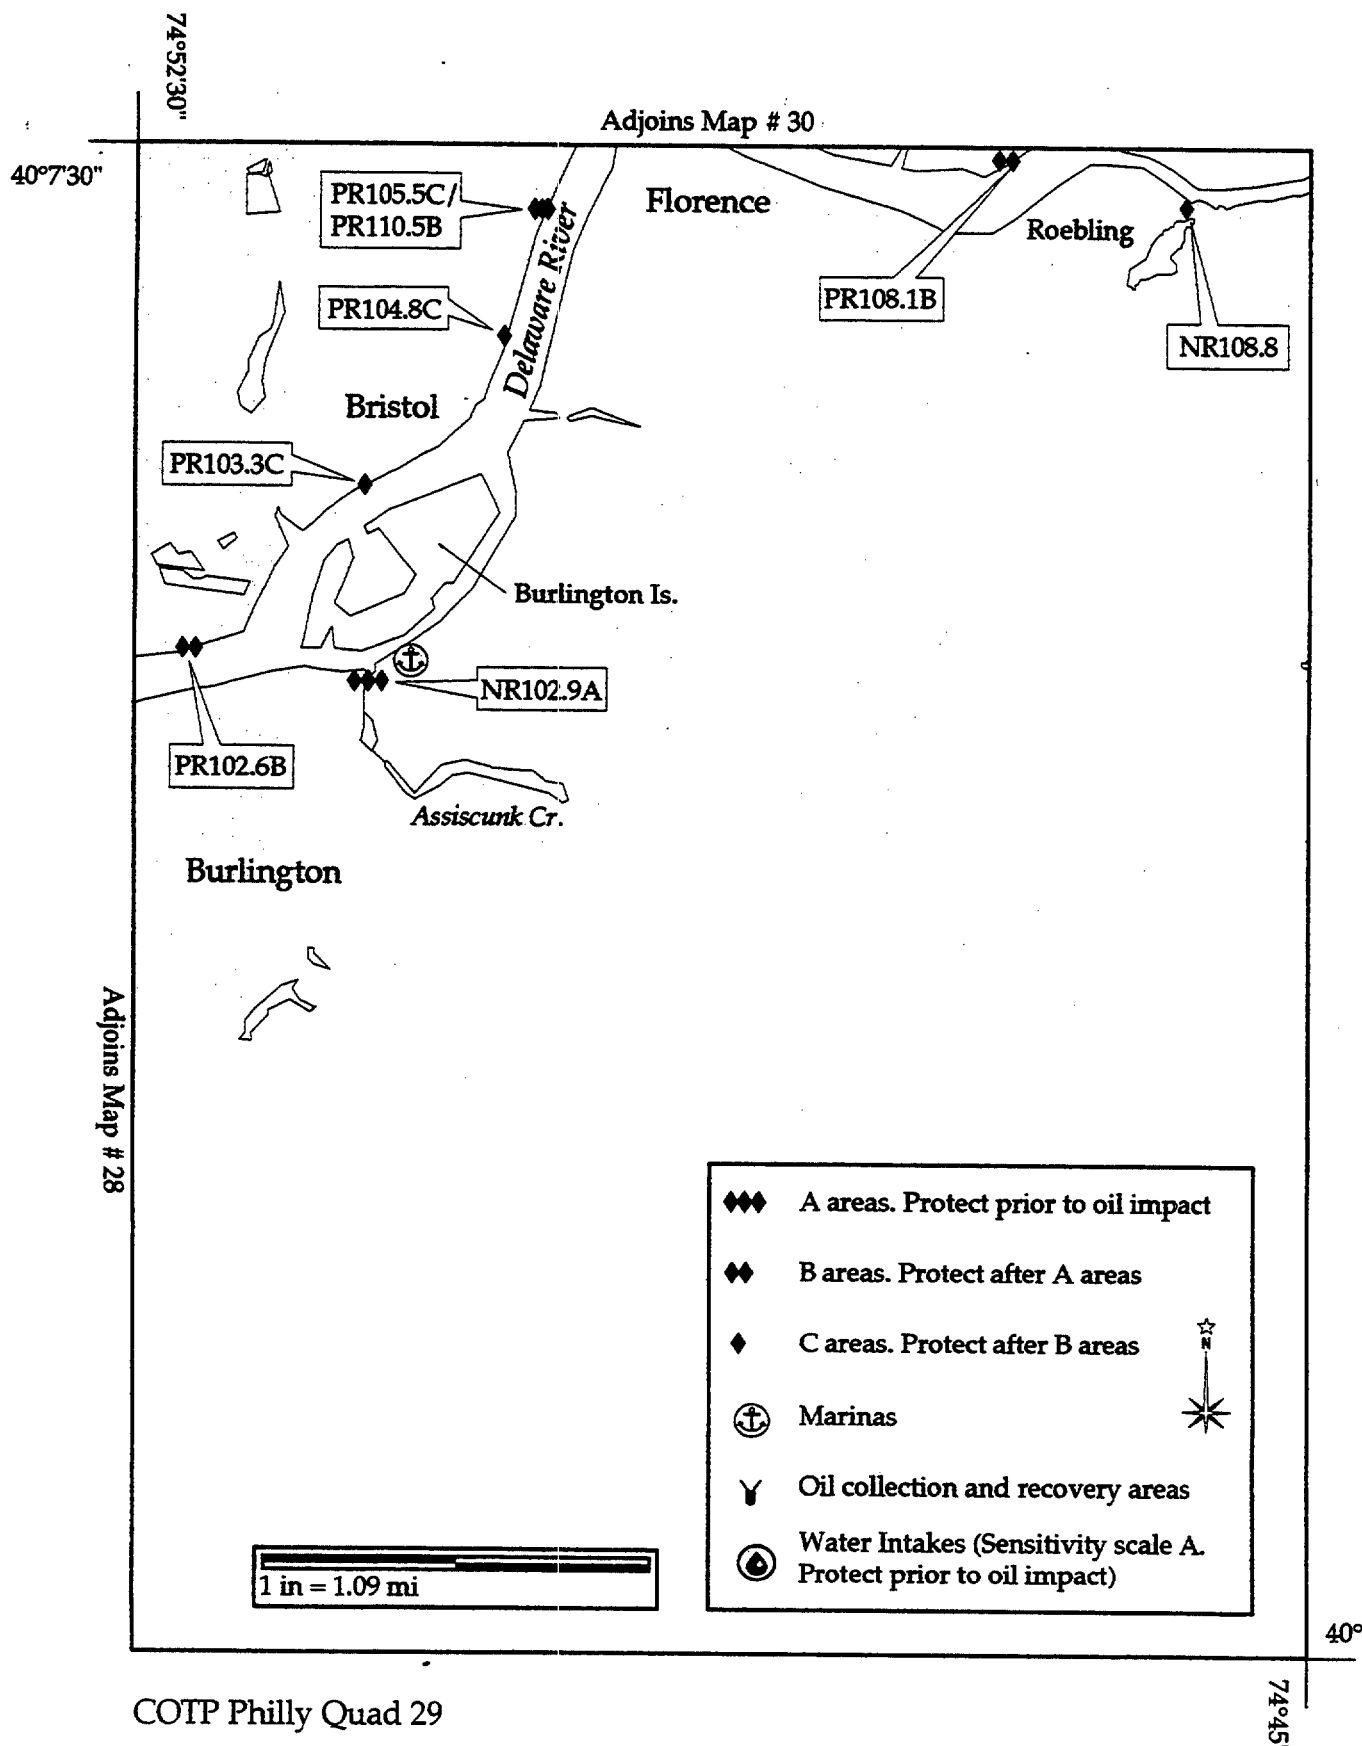 74°52'30"
Adjoins Map # 30
40°7'30"
PR105.5C/
PR110.5B
Florence
Roebling
PR104.8C
Delaware River
PR108.1B
NR108.8
Bristol
PR103.3C
Burlington Is.
NR102.9A
PR102.6B
Assiscunk Cr.
Burlington
Adjoins Map # 28
A areas. Protect prior to oil impact
B areas. Protect after A areas
C areas. Protect after B areas
N
Marinas
Oil collection and recovery areas
Water Intakes (Sensitivity scale A.
Protect prior to oil impact)
1 in = 1.09 mi
40°
74°45'
COTP Philly Quad 29